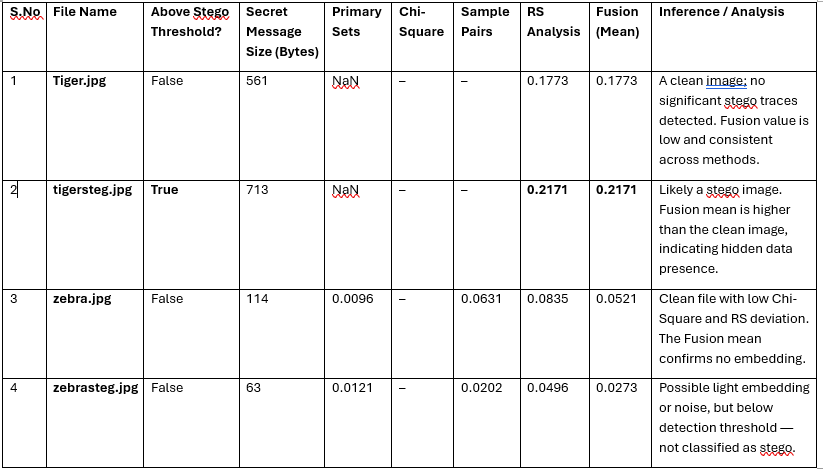 S.No File Name Above Stego Threshold? Secret Message Size (Bytes) Primary Sets Chi-Square Sample Pairs RS Analysis Fusion (Mean) Inference / Analysis
1 Tiger.jpg False 561 NaN – – 0.1773 0.1773 A clean image; no
significant stego traces
detected. Fusion value is
low and consistent
across methods.
2 tigersteg.jpg True 713 NaN – – 0.2171 0.2171 Likely a stego image.
Fusion mean is higher
than the clean image,
indicating hidden data
presence.
3 zebra.jpg False 114 0.0096 – 0.0631 0.0835 0.0521 Clean file with low Chi-
Square and RS deviation.
The Fusion mean
confirms no embedding.
4 zebrasteg.jpg False 63 0.0121 – 0.0202 0.0496 0.0273 Possible light embedding
or noise, but below
detection threshold —
not classified as stego.